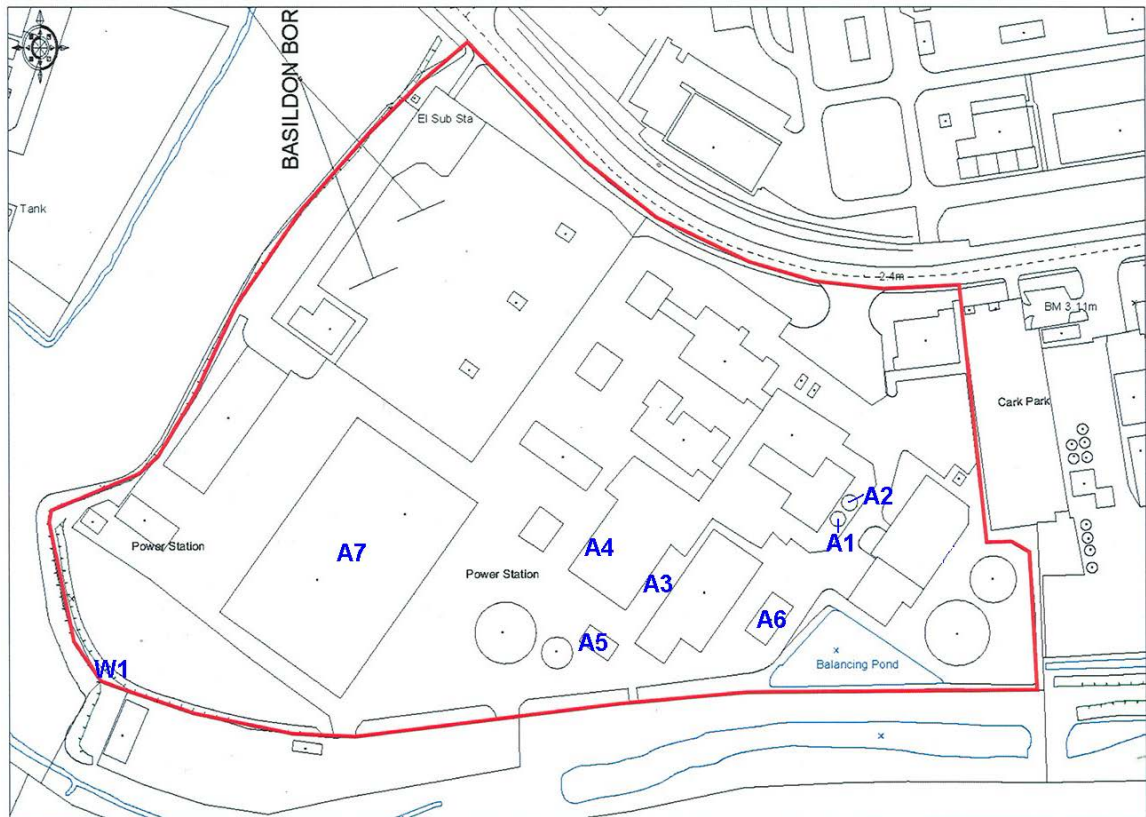 BASILDON BOR
El Sub Sta
Tank
2.4m
BM 3.11m
Cark Park
A2
A1
A4
A7
Power Station
Power Station
A3
A6
A5
Balancing Pond
W1